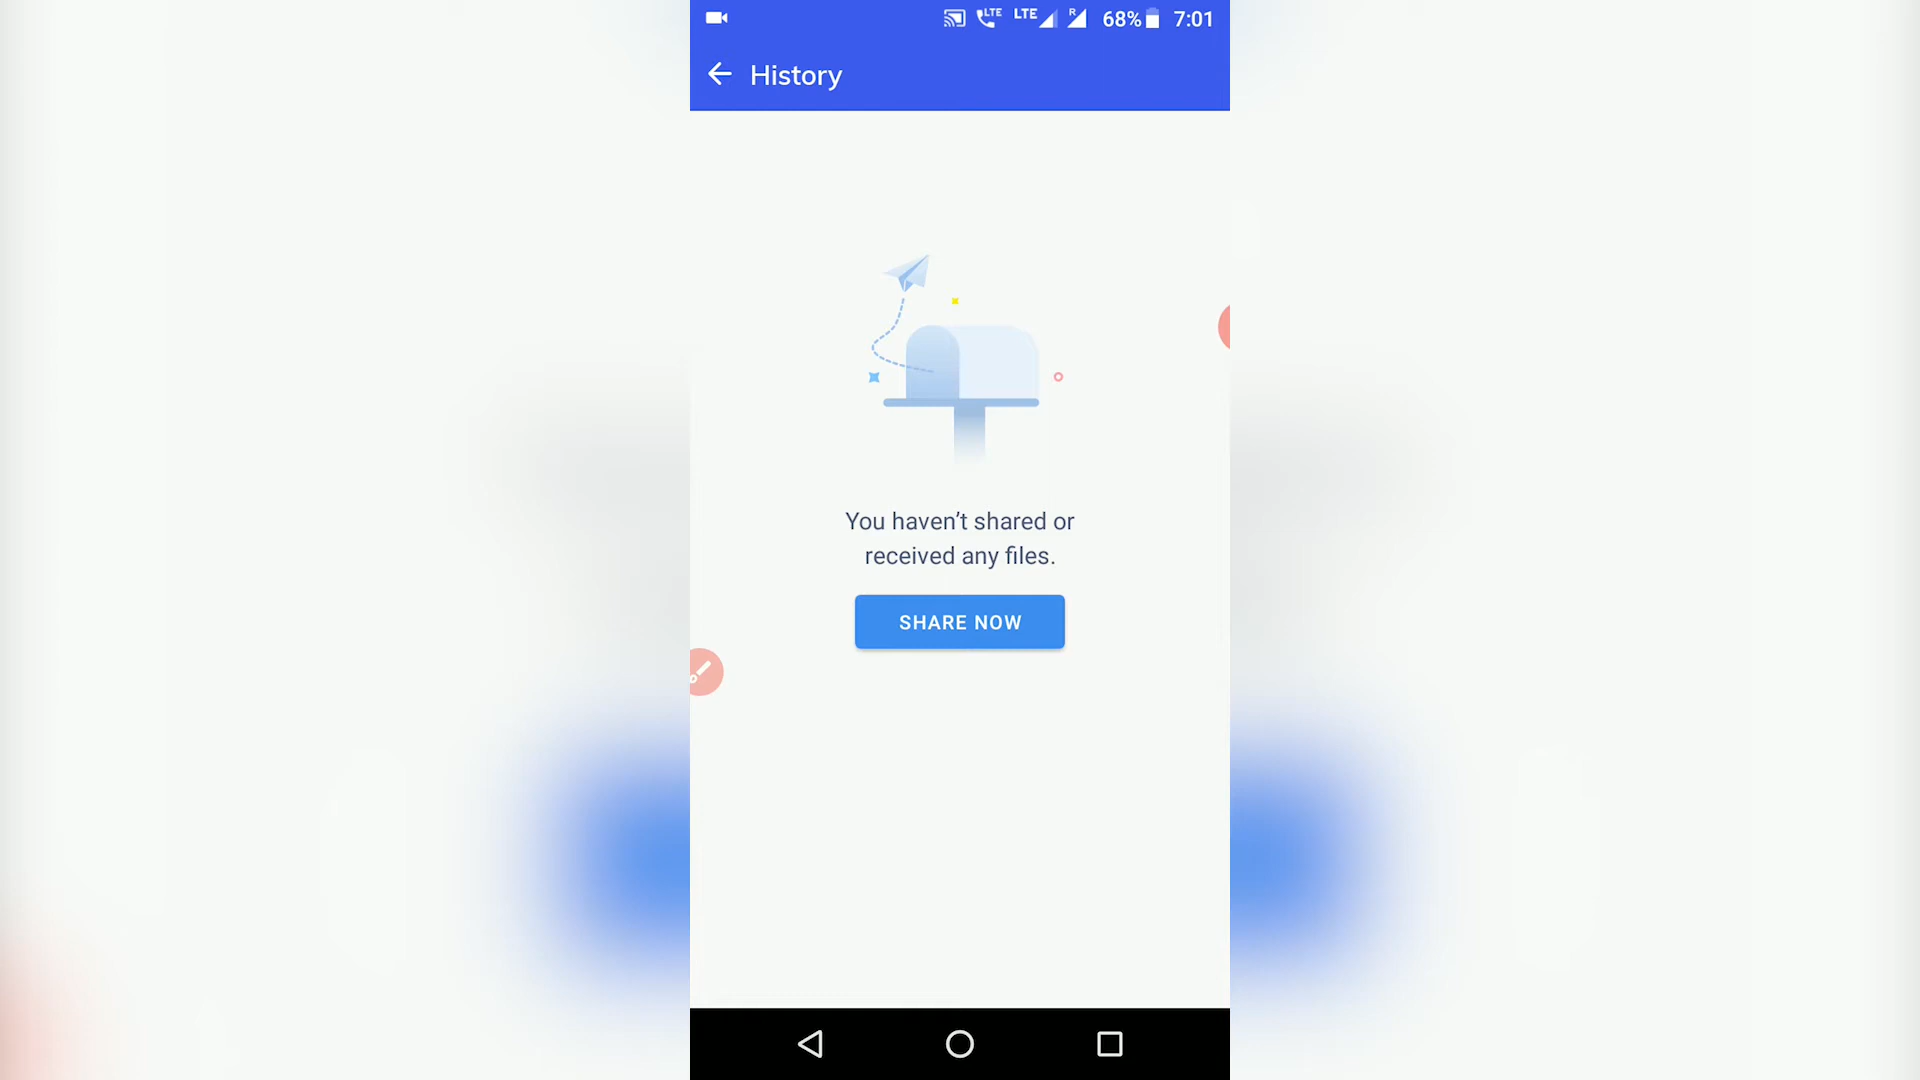 LTE LTE R 68% 7:01
History
You haven’t shared or
received any files.
SHARE NOW